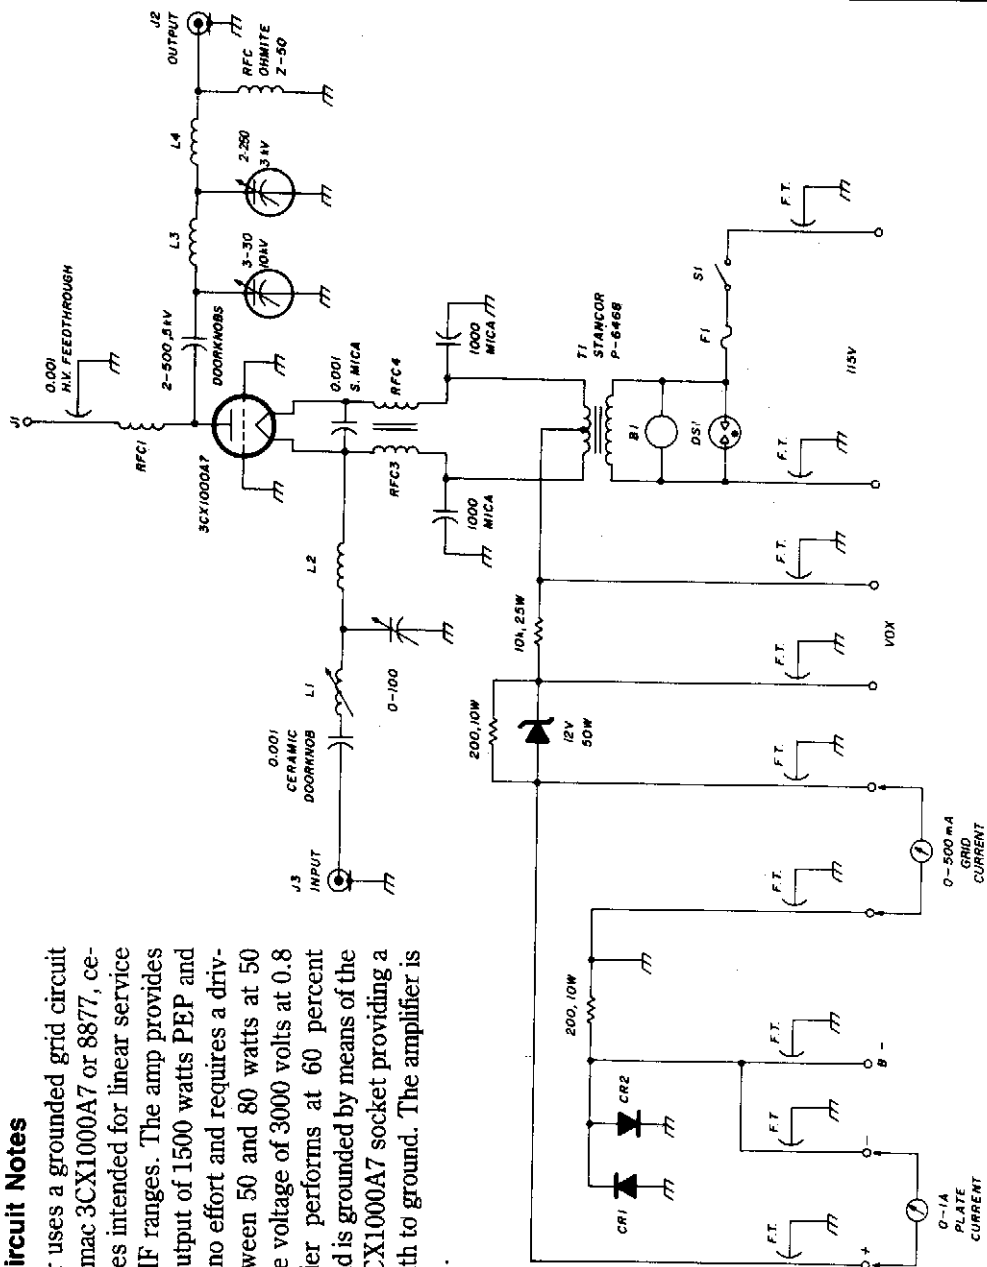 ircuit Notes
uses a grounded grid circuit
mac 3CX1000A7 or 8877, ce-
es intended for linear service
IF ranges. The amp provides
utput of 1500 watts PEP and
no effort and requires a driv-
ween 50 and 80 watts at 50
e voltage of 3000 volts at 0.8
ier performs at 60 percent
d is grounded by means of the
CX1000A7 socket providing a
th to ground. The amplifier is
J1
0.001
H.V. FEEDTHROUGH
RFC1
2-500, 5kV
DOORKNOBS
3CX1000A7
L3
L4
3-30
10kV
2-250
3kV
J2
OUTPUT
RFC
OHMITE
Z-50
0.001
S. MICA
RFC3
RFC4
1000
MICA
1000
MICA
J3
INPUT
0.001
CERAMIC
DOORKNOB
L1
L2
0-100
T1
STANCOR
P-6468
B1
DS1
F1
S1
F.T.
115V
F.T.
10k, 25W
F.T.
VOX
F.T.
200, 10W
12V
50W
F.T.
0-500mA
GRID
CURRENT
F.T.
200, 10W
CR1
CR2
F.T.
B -
F.T.
-
0-1A
PLATE
CURRENT
F.T.
+